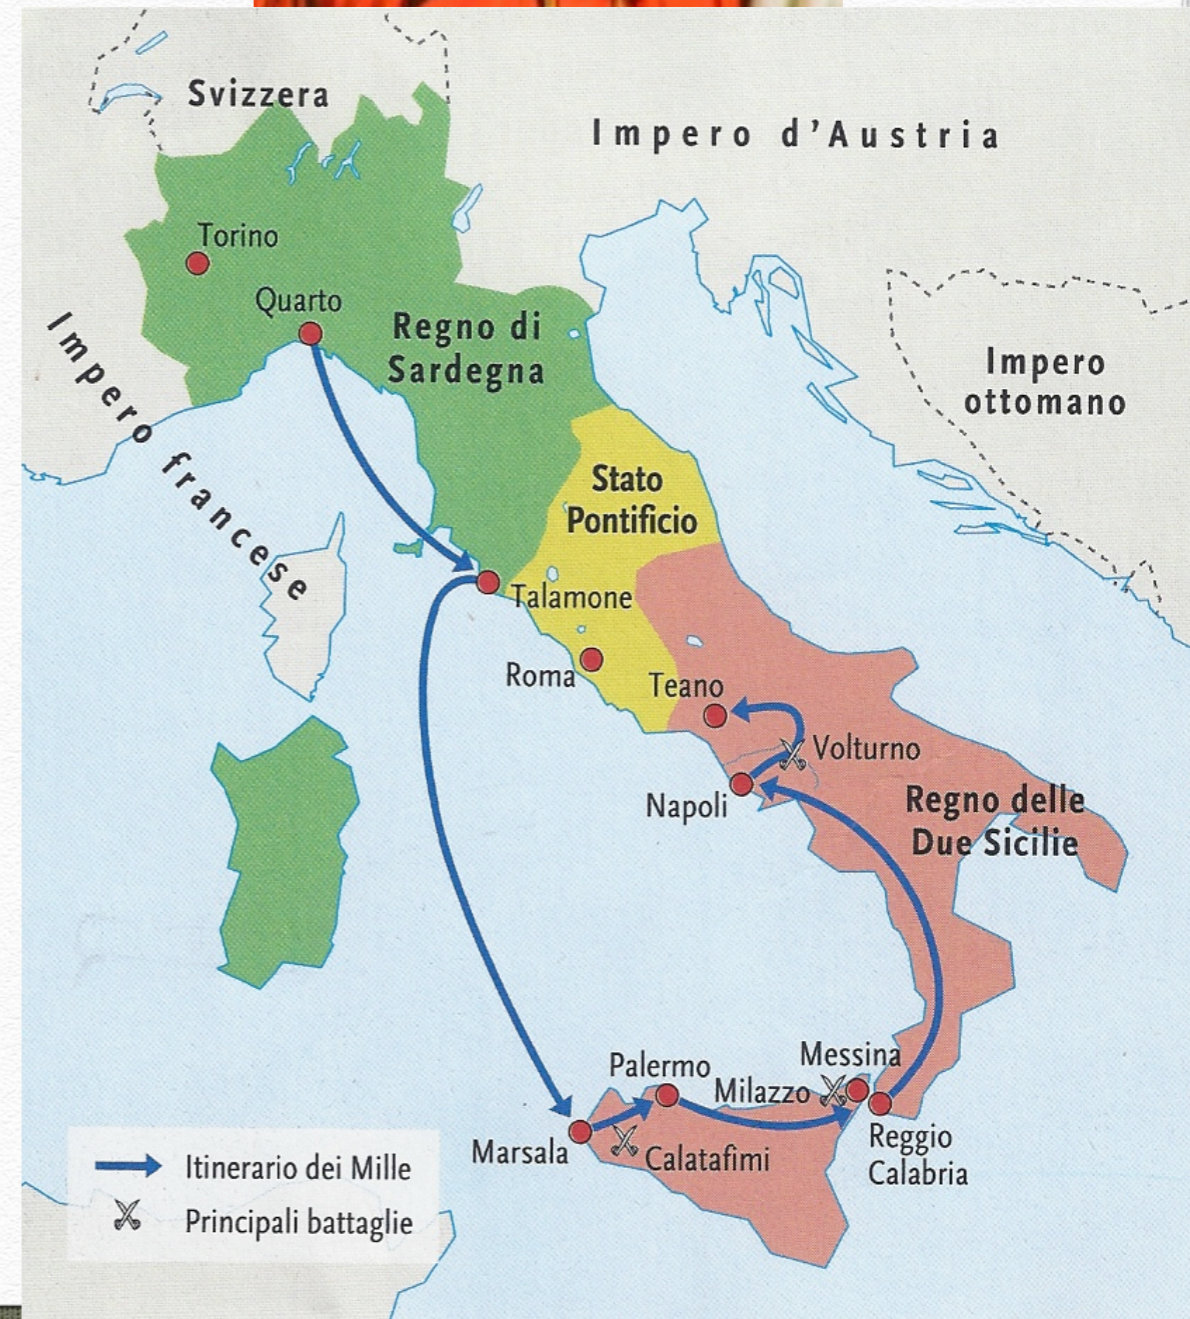 Svizzera
Impero d'Austria
Torino
Quarto
Regno di
Sardegna
Impero francese
Impero
ottomano
Stato
Pontificio
Talamone
Roma
Teano
Volturno
Napoli
Regno delle
Due Sicilie
Palermo
Messina
Milazzo
Marsala
Calatafimi
Reggio
Calabria
Itinerario dei Mille
Principali battaglie